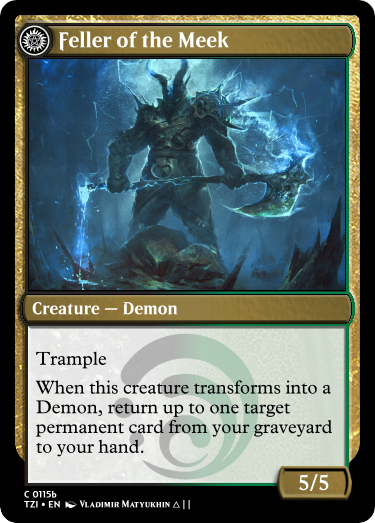 Feller of the Meek
Creature — Demon
Trample
When this creature transforms into a
Demon, return up to one target
permanent card from your graveyard
to your hand.
5/5
C 0115b
TZI • EN Vladimir Matyukhin △ | |